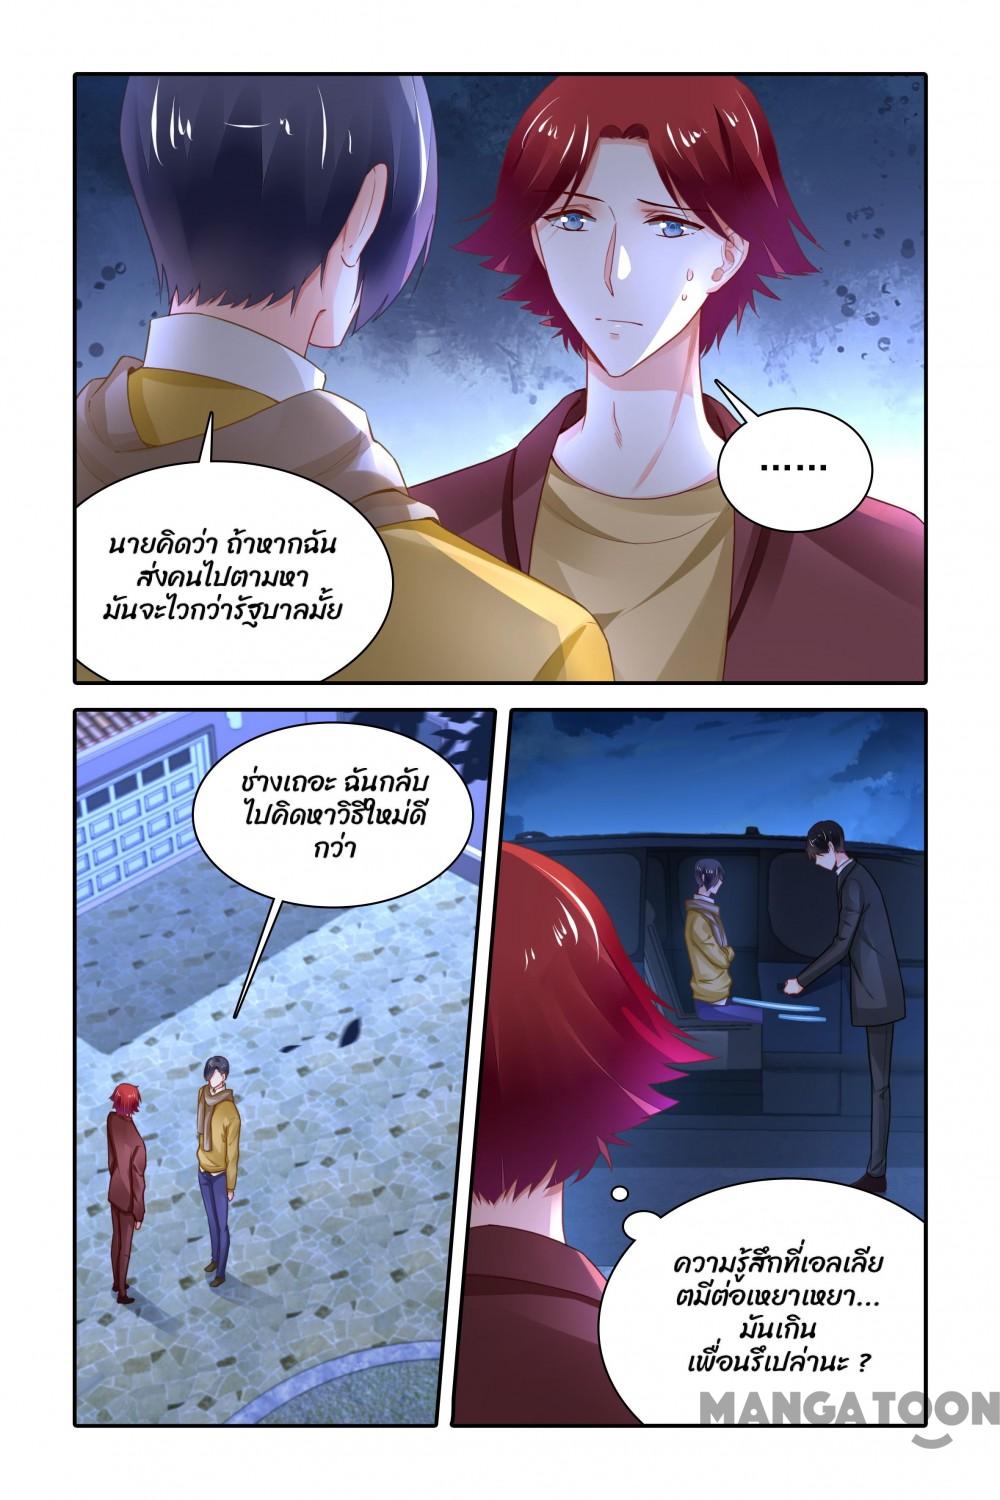 ......
นายคิดว่า ถ้าหากฉัน
ส่งคนไปตามหา
มันจะไวกว่ารัฐบาลมั้ย
ช่างเถอะ ฉันกลับ
ไปคิดหาวิธีใหม่ดี
กว่า
ความรู้สึกที่เอลเลีย
ตมีต่อเหยาเหยา...
มันเกิน
เพื่อนรึเปล่านะ ?
MANGATOON